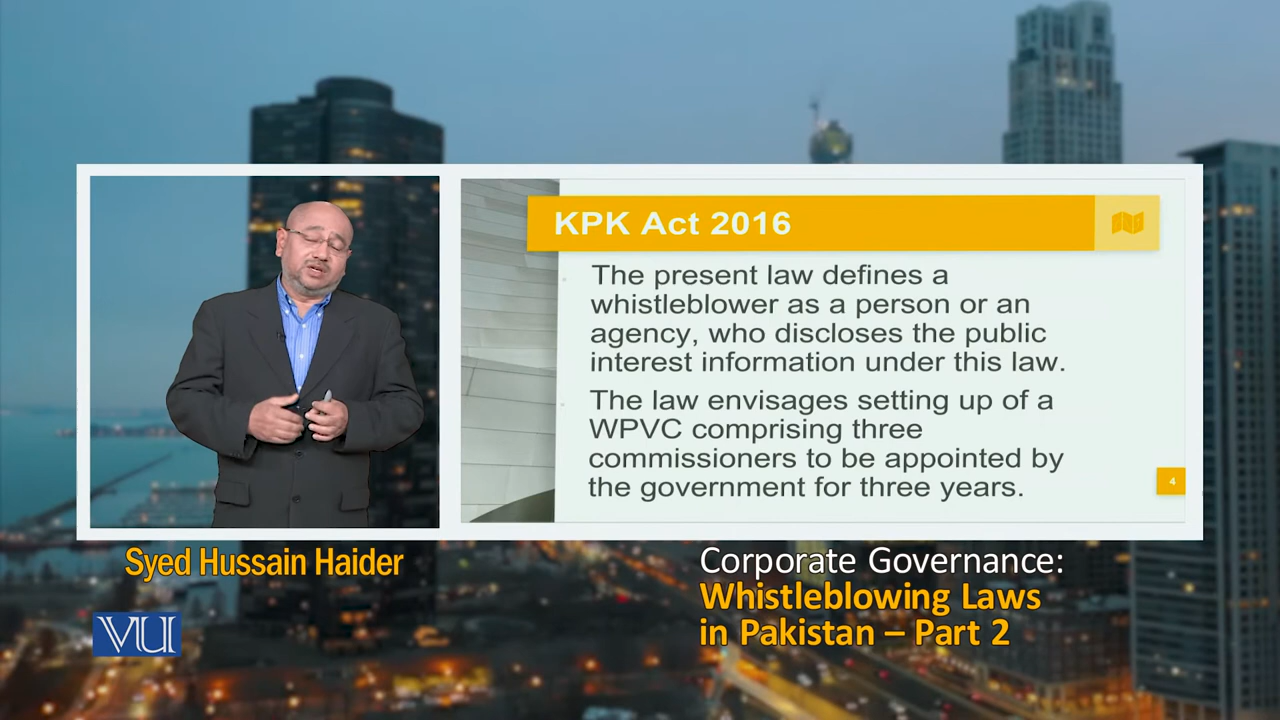 KPK Act 2016
The present law defines a
whistleblower as a person or an
agency, who discloses the public
interest information under this law.
The law envisages setting up of a
WPVC comprising three
commissioners to be appointed by
the government for three years.
4
Syed Hussain Haider
VU
Corporate Governance:
Whistleblowing Laws
in Pakistan – Part 2